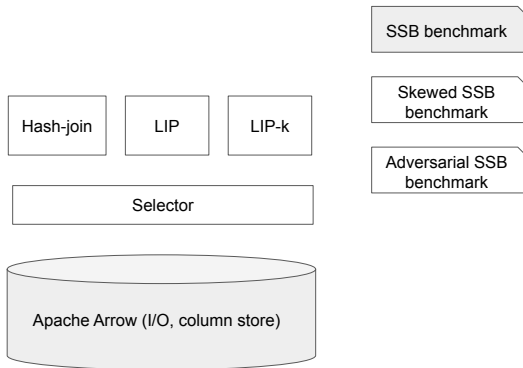 SSB benchmark
Skewed SSB
benchmark
Adversarial SSB
benchmark
Hash-join
LIP
LIP-k
Selector
Apache Arrow (I/O, column store)